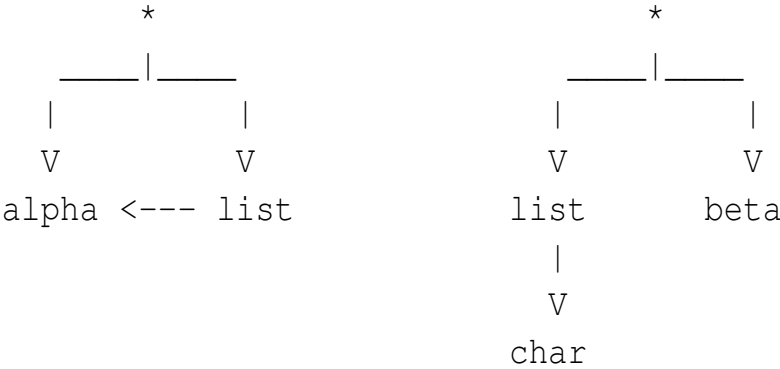 * *
____|____ ____|____
| | | |
V V V V
alpha <--- list list beta
|
V
char